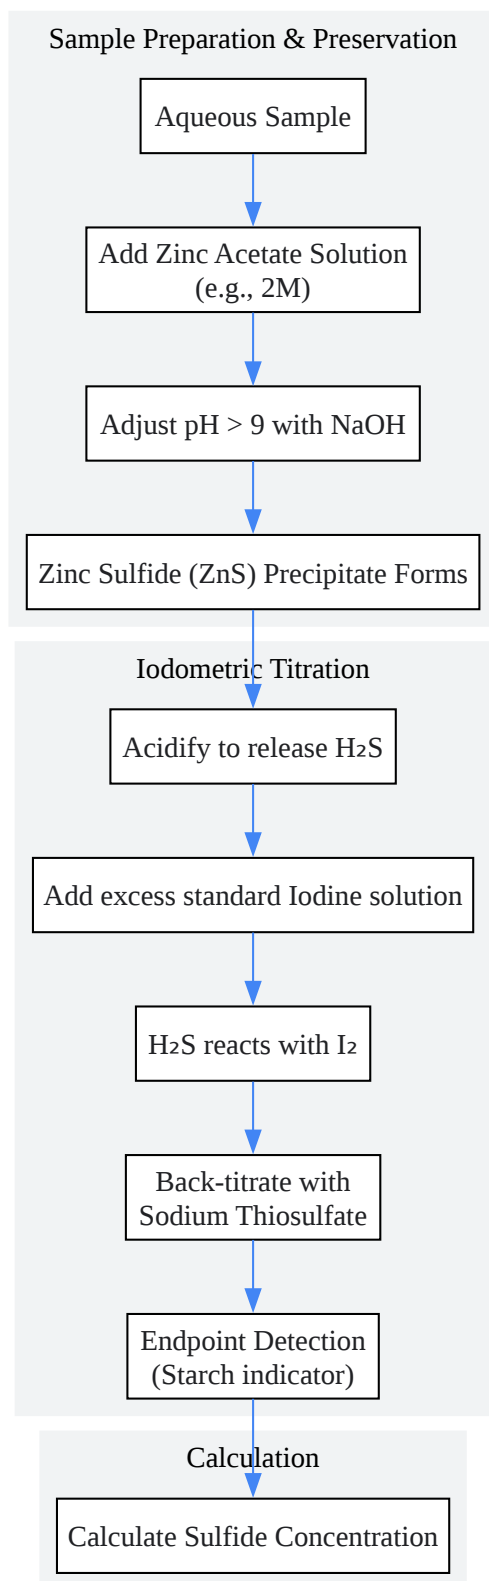 Sample Preparation & Preservation
Aqueous Sample
Add Zinc Acetate Solution
(e.g., 2M)
Adjust pH > 9 with NaOH
Zinc Sulfide (ZnS) Precipitate Forms
Iodometric Titration
Acidify to release H₂S
Add excess standard Iodine solution
H₂S reacts with I₂
Back-titrate with
Sodium Thiosulfate
Endpoint Detection
(Starch indicator)
Calculation
Calculate Sulfide Concentration